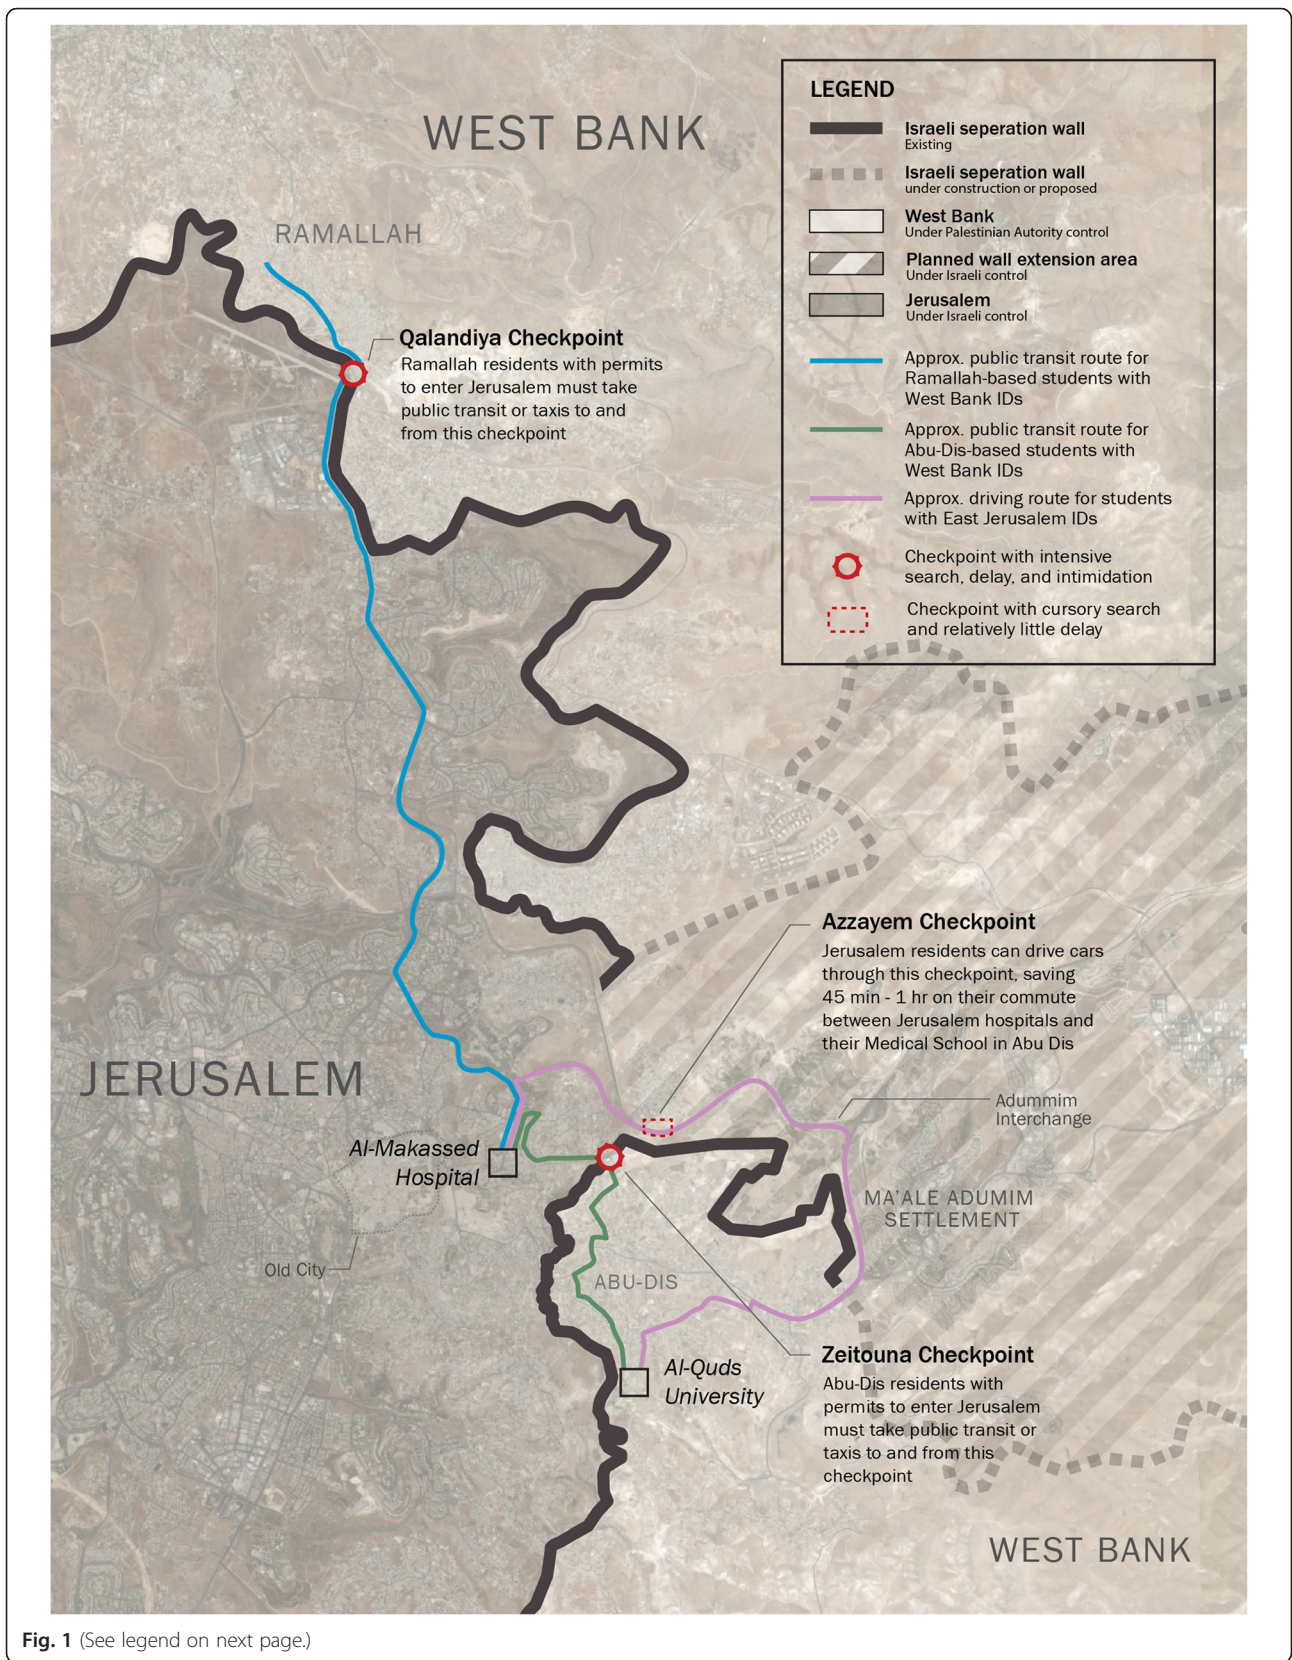 WEST BANK
RAMALLAH
Qalandiya Checkpoint
Ramallah residents with permits
to enter Jerusalem must take
public transit or taxis to and
from this checkpoint
LEGEND
Israeli seperation wall
Existing
Israeli seperation wall
under construction or proposed
West Bank
Under Palestinian Autority control
Planned wall extension area
Under Israeli control
Jerusalem
Under Israeli control
Approx. public transit route for
Ramallah-based students with
West Bank IDs
Approx. public transit route for
Abu-Dis-based students with
West Bank IDs
Approx. driving route for students
with East Jerusalem IDs
Checkpoint with intensive
search, delay, and intimidation
Checkpoint with cursory search
and relatively little delay
Azzayem Checkpoint
Jerusalem residents can drive cars
through this checkpoint, saving
45 min - 1 hr on their commute
between Jerusalem hospitals and
their Medical School in Abu Dis
JERUSALEM
Adummim
Interchange
Al-Makassed
Hospital
MA'ALE ADUMIM
SETTLEMENT
Old City
ABU-DIS
Zeitouna Checkpoint
Abu-Dis residents with
permits to enter Jerusalem
must take public transit or
taxis to and from this
checkpoint
Al-Quds
University
WEST BANK
Fig. 1 (See legend on next page.)